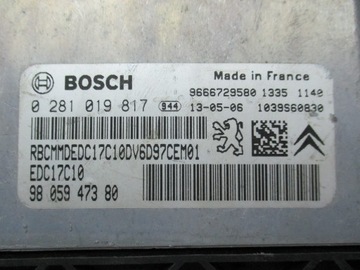 BOSCH
Made in France
9666729580 1335 1140
0 281 019 817 944
13-05-06 1039S60830
RBCMMDEDC17C10DV6D97CEM01
EDC17C10
98 059 473 80